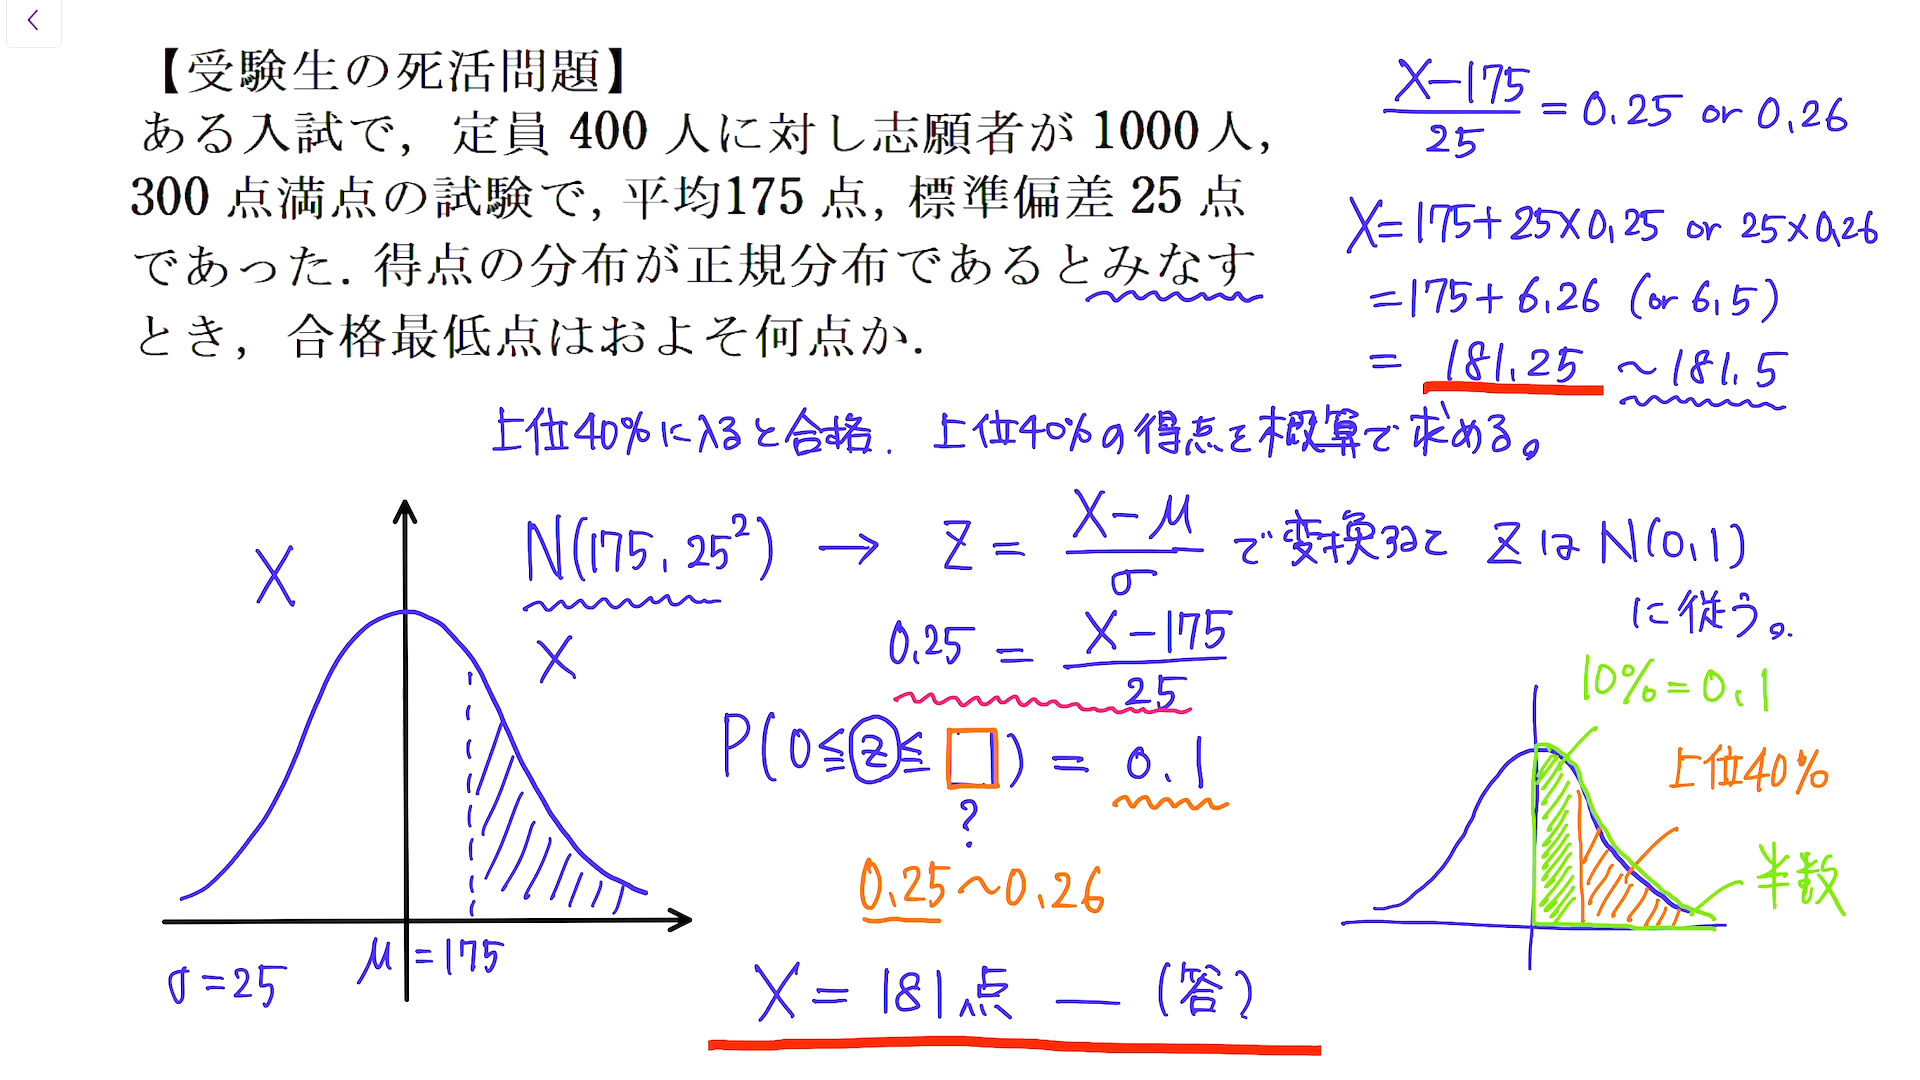 【受験生の死活問題】
ある入試で，定員 400 人に対し志願者が 1000人，
300 点満点の試験で, 平均175 点, 標準偏差 25 点
であった. 得点の分布が正規分布であるとみなす
とき，合格最低点はおよそ何点か.
X-175/25 = 0.25 or 0.26
X=175+25×0.25 or 25×0.26
=175+6.26 (or 6.5)
= 181.25 ~181.5
上位40%に入ると合格. 上位40%の得点を概算で求める。
X
N(175, 25²) → Z = X-μ/σ で変換すると ZはN(0,1)
に従う。
X
0.25 = X-175/25
P(0≦Z≦□) = 0.1
?
0.25~0.26
X = 181点 — (答)
μ=175
σ=25
10%=0.1
上位40%
半数